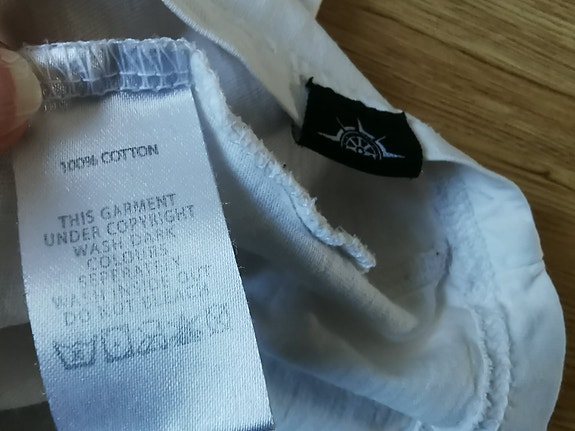 100% COTTON
THIS GARMENT
UNDER COPYRIGHT
WASH DARK
COLOURS
SEPERATELY
WASH INSIDE OUT
DO NOT BLEACH